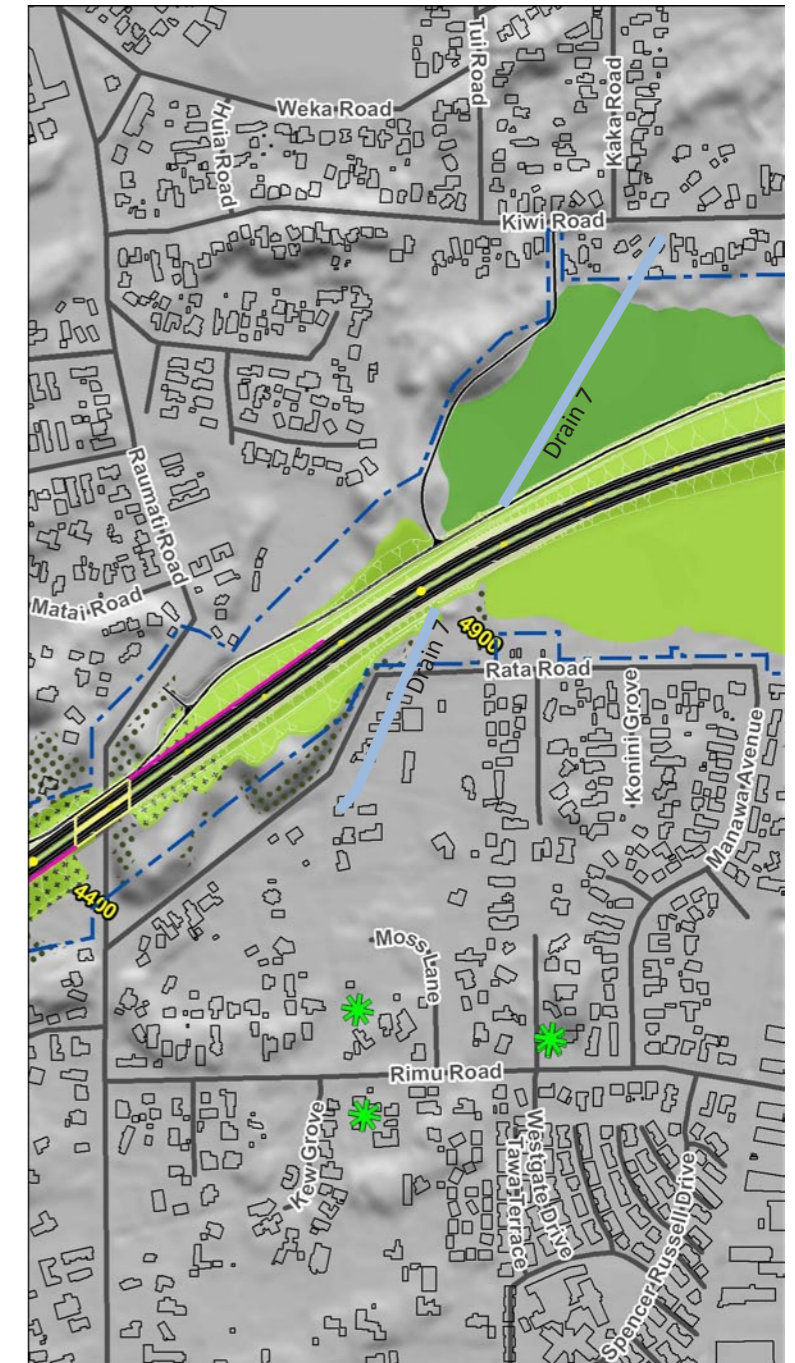 Tui Road
Weka Road
Huia Road
Kaka Road
Kiwi Road
Drain 7
Raumati Road
Matai Road
4900
Drain 7
Rata Road
Konini Grove
Manawa Avenue
4400
Moss Lane
Rimu Road
Kew Grove
Westgate Drive
Tawa Terrace
Spencer Russell Drive